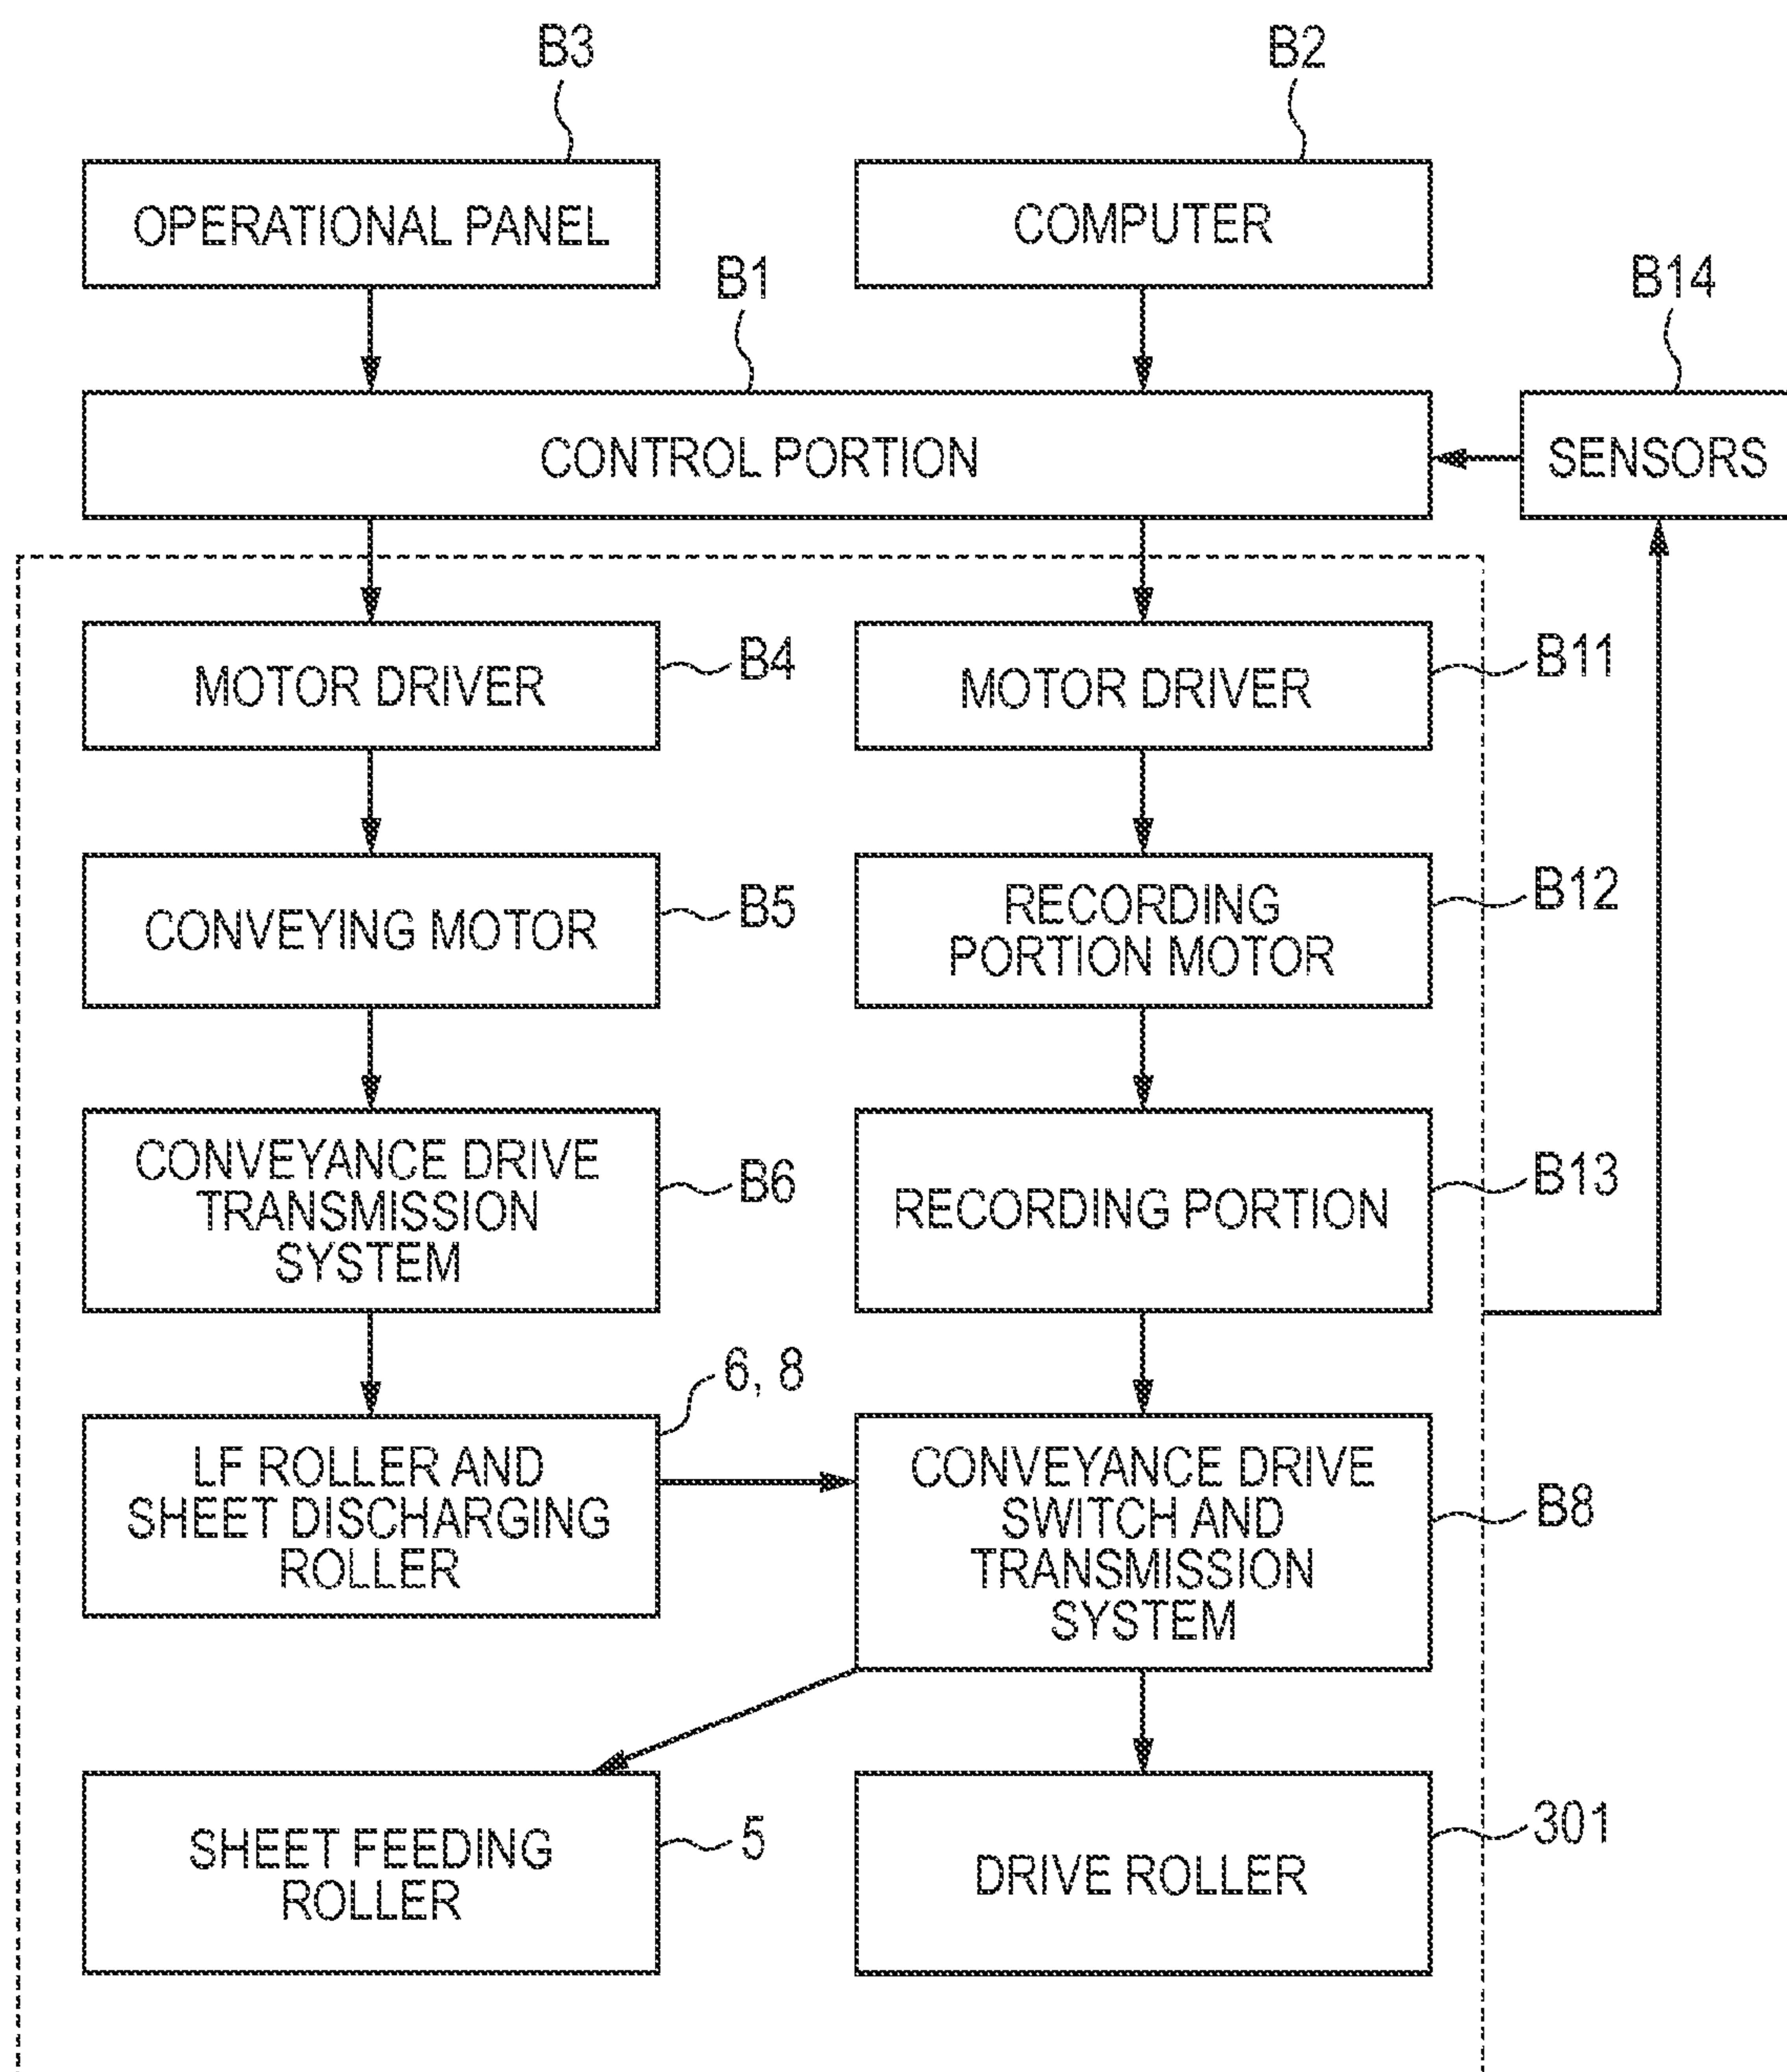 B3
B2
OPERATIONAL PANEL
COMPUTER
B1
B14
CONTROL PORTION
SENSORS
MOTOR DRIVER
B4
MOTOR DRIVER
B11
CONVEYING MOTOR
B5
RECORDING
PORTION MOTOR
B12
CONVEYANCE DRIVE
TRANSMISSION
SYSTEM
B6
RECORDING PORTION
B13
6, 8
LF ROLLER AND
SHEET DISCHARGING
ROLLER
CONVEYANCE DRIVE
SWITCH AND
TRANSMISSION
SYSTEM
B8
SHEET FEEDING
ROLLER
5
DRIVE ROLLER
301